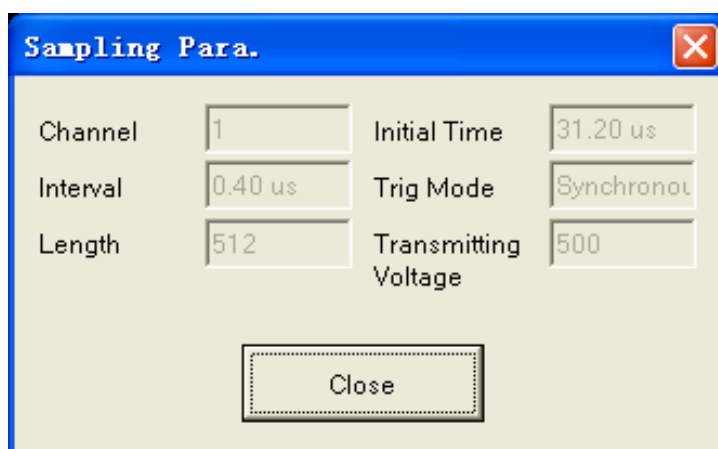 Sampling Para.
Channel 1 Initial Time 31.20 us
Interval 0.40 us Trig Mode Synchronou
Length 512 Transmitting Voltage 500
Close